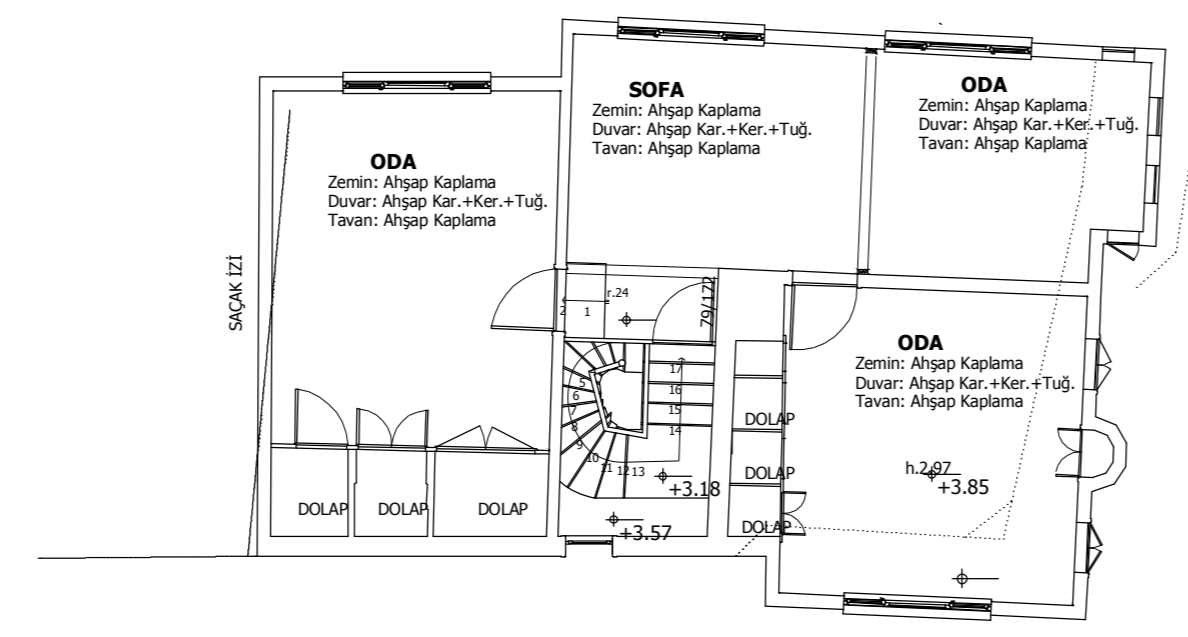 SOFA
Zemin: Ahşap Kaplama
Duvar: Ahşap Kar.+Ker.+Tuğ.
Tavan: Ahşap Kaplama
ODA
Zemin: Ahşap Kaplama
Duvar: Ahşap Kar.+Ker.+Tuğ.
Tavan: Ahşap Kaplama
ODA
Zemin: Ahşap Kaplama
Duvar: Ahşap Kar.+Ker.+Tuğ.
Tavan: Ahşap Kaplama
SAÇAK İZİ
r.24
79/172
2
1
ODA
Zemin: Ahşap Kaplama
Duvar: Ahşap Kar.+Ker.+Tuğ.
Tavan: Ahşap Kaplama
5
6
7
8
9
10
11
12
13
14
15
16
17
DOLAP
DOLAP
DOLAP
h.2.97
+3.85
+3.18
+3.57
DOLAP
DOLAP
DOLAP